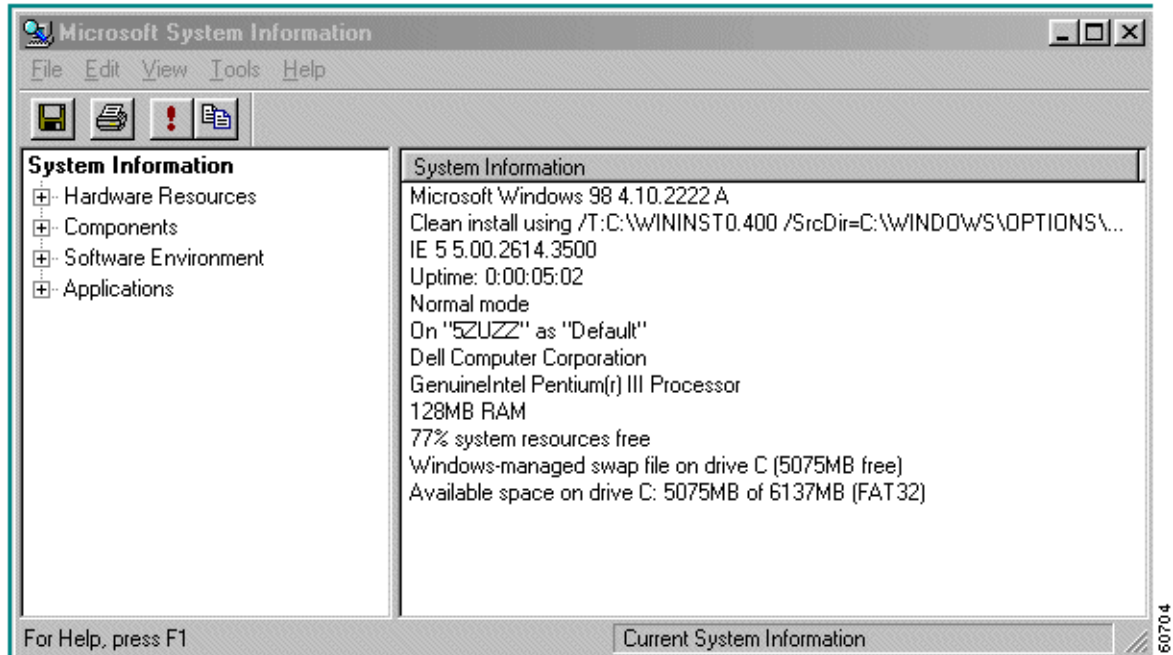 Microsoft System Information
File Edit View Tools Help
System Information
Hardware Resources
Components
Software Environment
Applications
System Information
Microsoft Windows 98 4.10.2222 A
Clean install using /T:C:\WININST0.400 /SrcDir=C:\WINDOWS\OPTIONS\...
IE 5 5.00.2614.3500
Uptime: 0:00:05:02
Normal mode
On "5ZUZZ" as "Default"
Dell Computer Corporation
GenuineIntel Pentium(r) III Processor
128MB RAM
77% system resources free
Windows-managed swap file on drive C (5075MB free)
Available space on drive C: 5075MB of 6137MB (FAT32)
For Help, press F1
Current System Information
60704